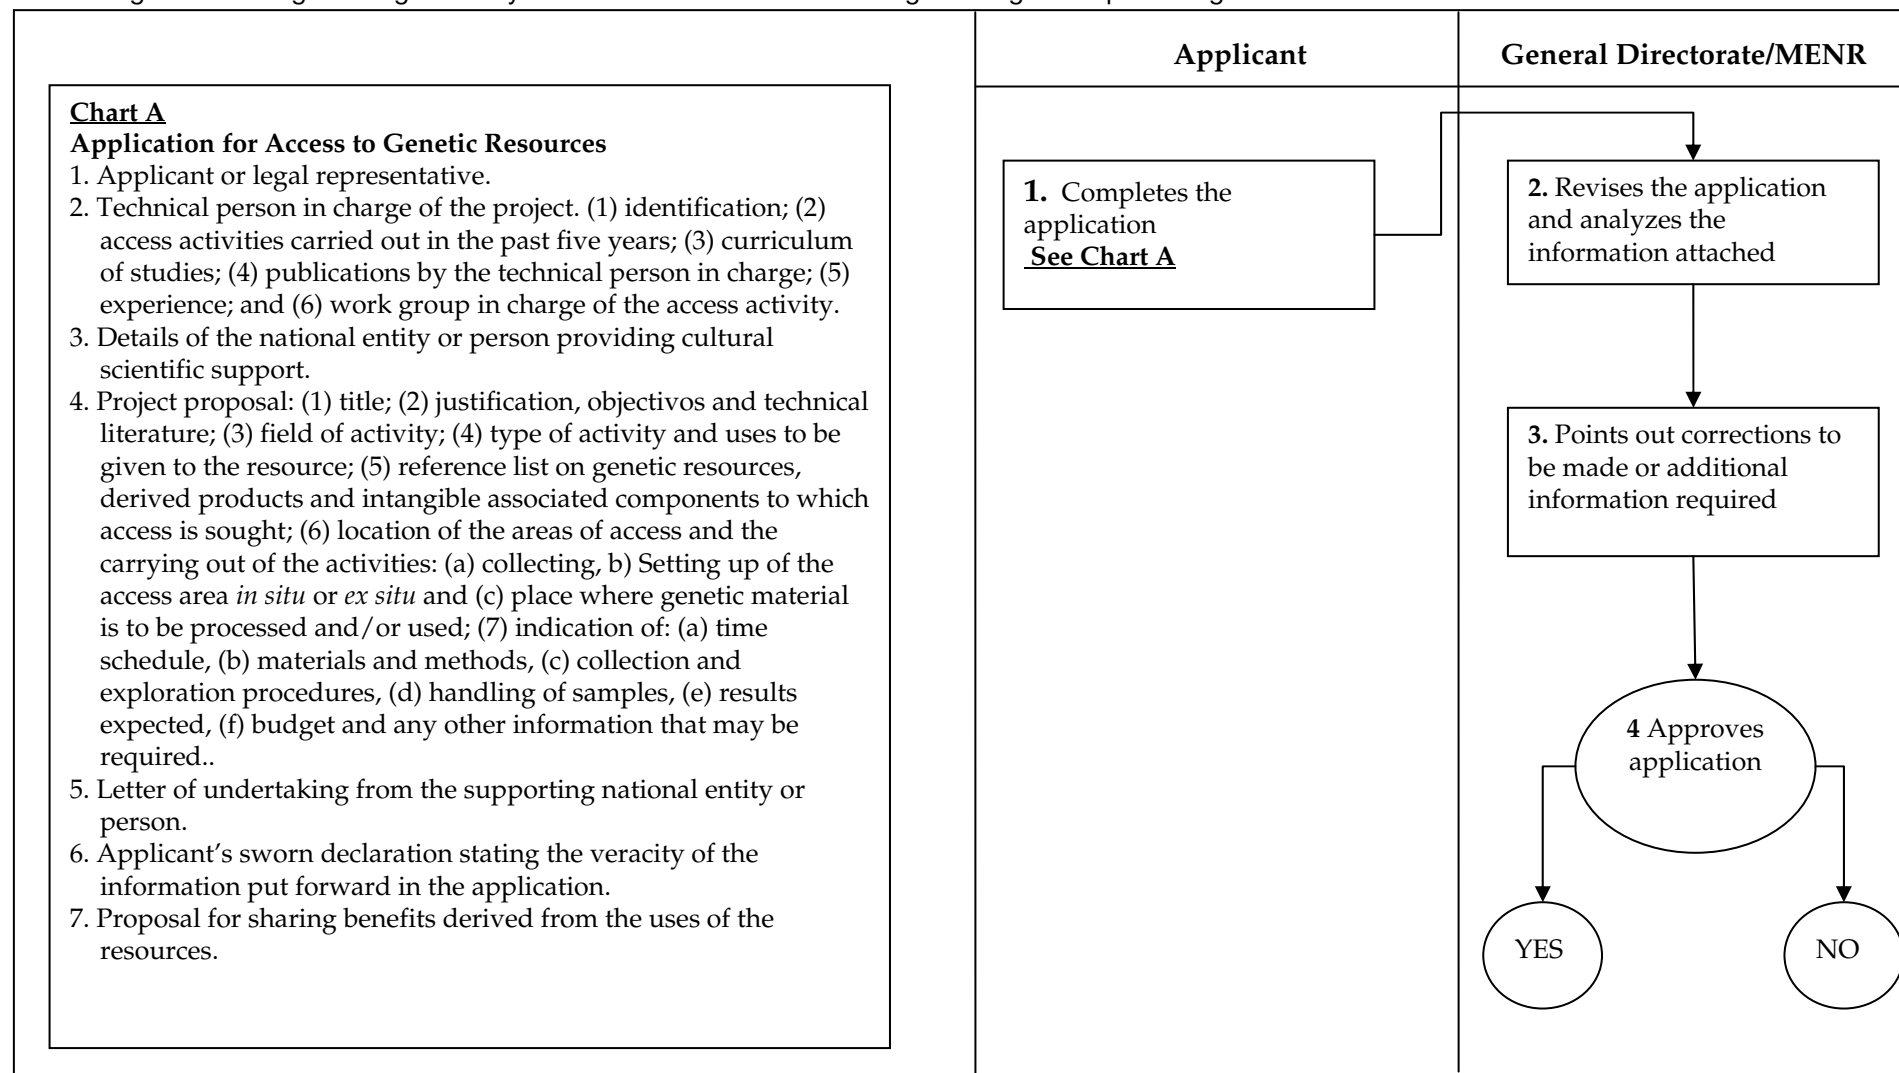 Chart A
Application for Access to Genetic Resources
1. Applicant or legal representative.
2. Technical person in charge of the project. (1) identification; (2)
access activities carried out in the past five years; (3) curriculum
of studies; (4) publications by the technical person in charge; (5)
experience; and (6) work group in charge of the access activity.
3. Details of the national entity or person providing cultural
scientific support.
4. Project proposal: (1) title; (2) justification, objectivos and technical
literature; (3) field of activity; (4) type of activity and uses to be
given to the resource; (5) reference list on genetic resources,
derived products and intangible associated components to which
access is sought; (6) location of the areas of access and the
carrying out of the activities: (a) collecting, b) Setting up of the
access area in situ or ex situ and (c) place where genetic material
is to be processed and/or used; (7) indication of: (a) time
schedule, (b) materials and methods, (c) collection and
exploration procedures, (d) handling of samples, (e) results
expected, (f) budget and any other information that may be
required..
5. Letter of undertaking from the supporting national entity or
person.
6. Applicant’s sworn declaration stating the veracity of the
information put forward in the application.
7. Proposal for sharing benefits derived from the uses of the
resources.
Applicant
1. Completes the
application
See Chart A
General Directorate/MENR
2. Revises the application
and analyzes the
information attached
3. Points out corrections to
be made or additional
information required
4 Approves
application
YES
NO